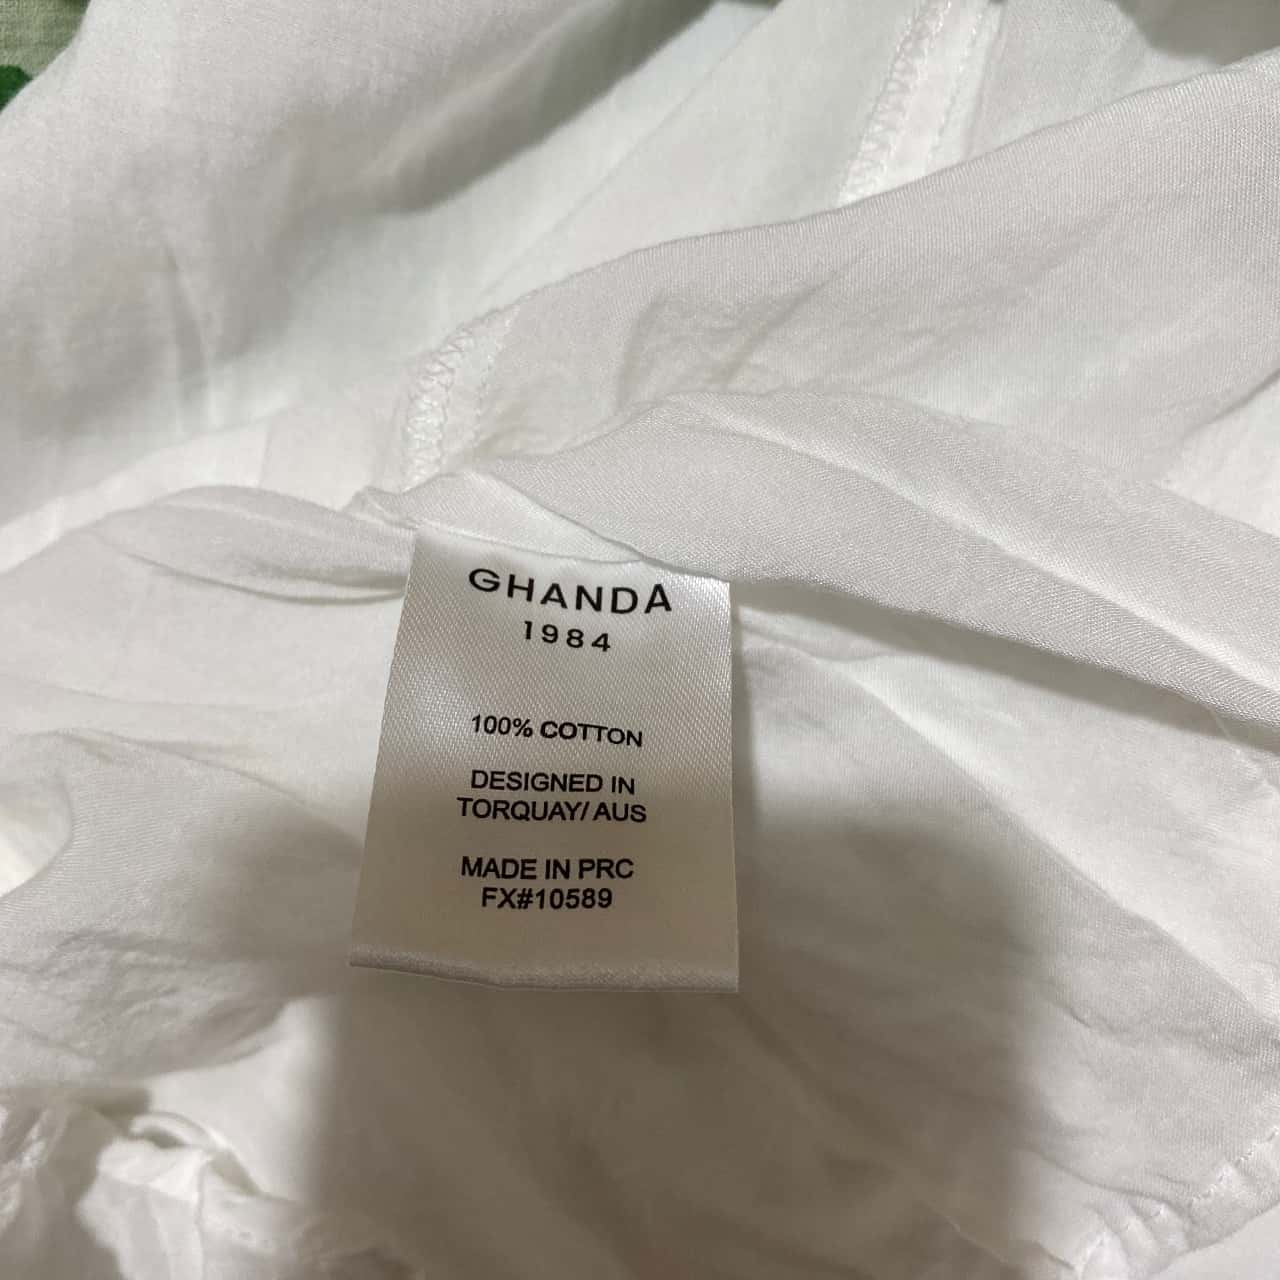 GHANDA
1984
100% COTTON
DESIGNED IN
TORQUAY/ AUS
MADE IN PRC
FX#10589